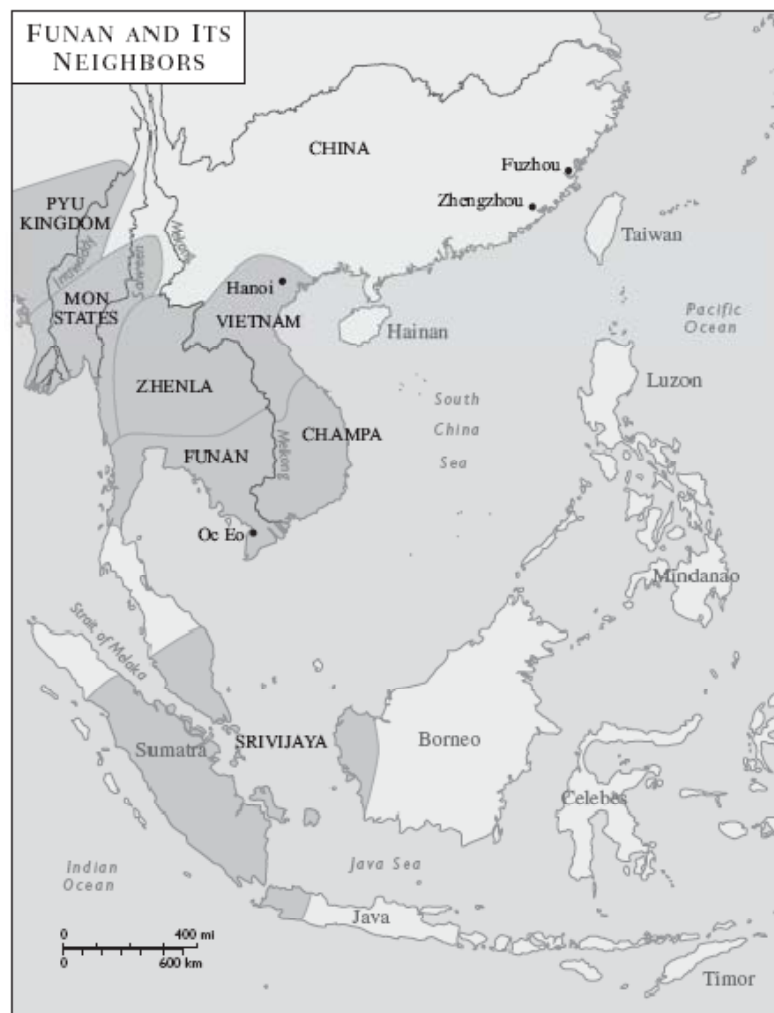 FUNAN AND ITS
NEIGHBORS
CHINA
Fuzhou
Zhengzhou
PYU
KINGDOM
Irrawaddy
Salween
Mekong
Taiwan
MON
STATES
Hanoi
VIETNAM
Hainan
Pacific
Ocean
ZHENLA
Luzon
South
China
Sea
CHAMPA
FUNAN
Mekong
Oc Eo
Mindanao
Strait of Melaka
Sumatra
SRIVIJAYA
Borneo
Celebes
Indian
Ocean
Java Sea
Java
0 400 mi
0 600 km
Timor